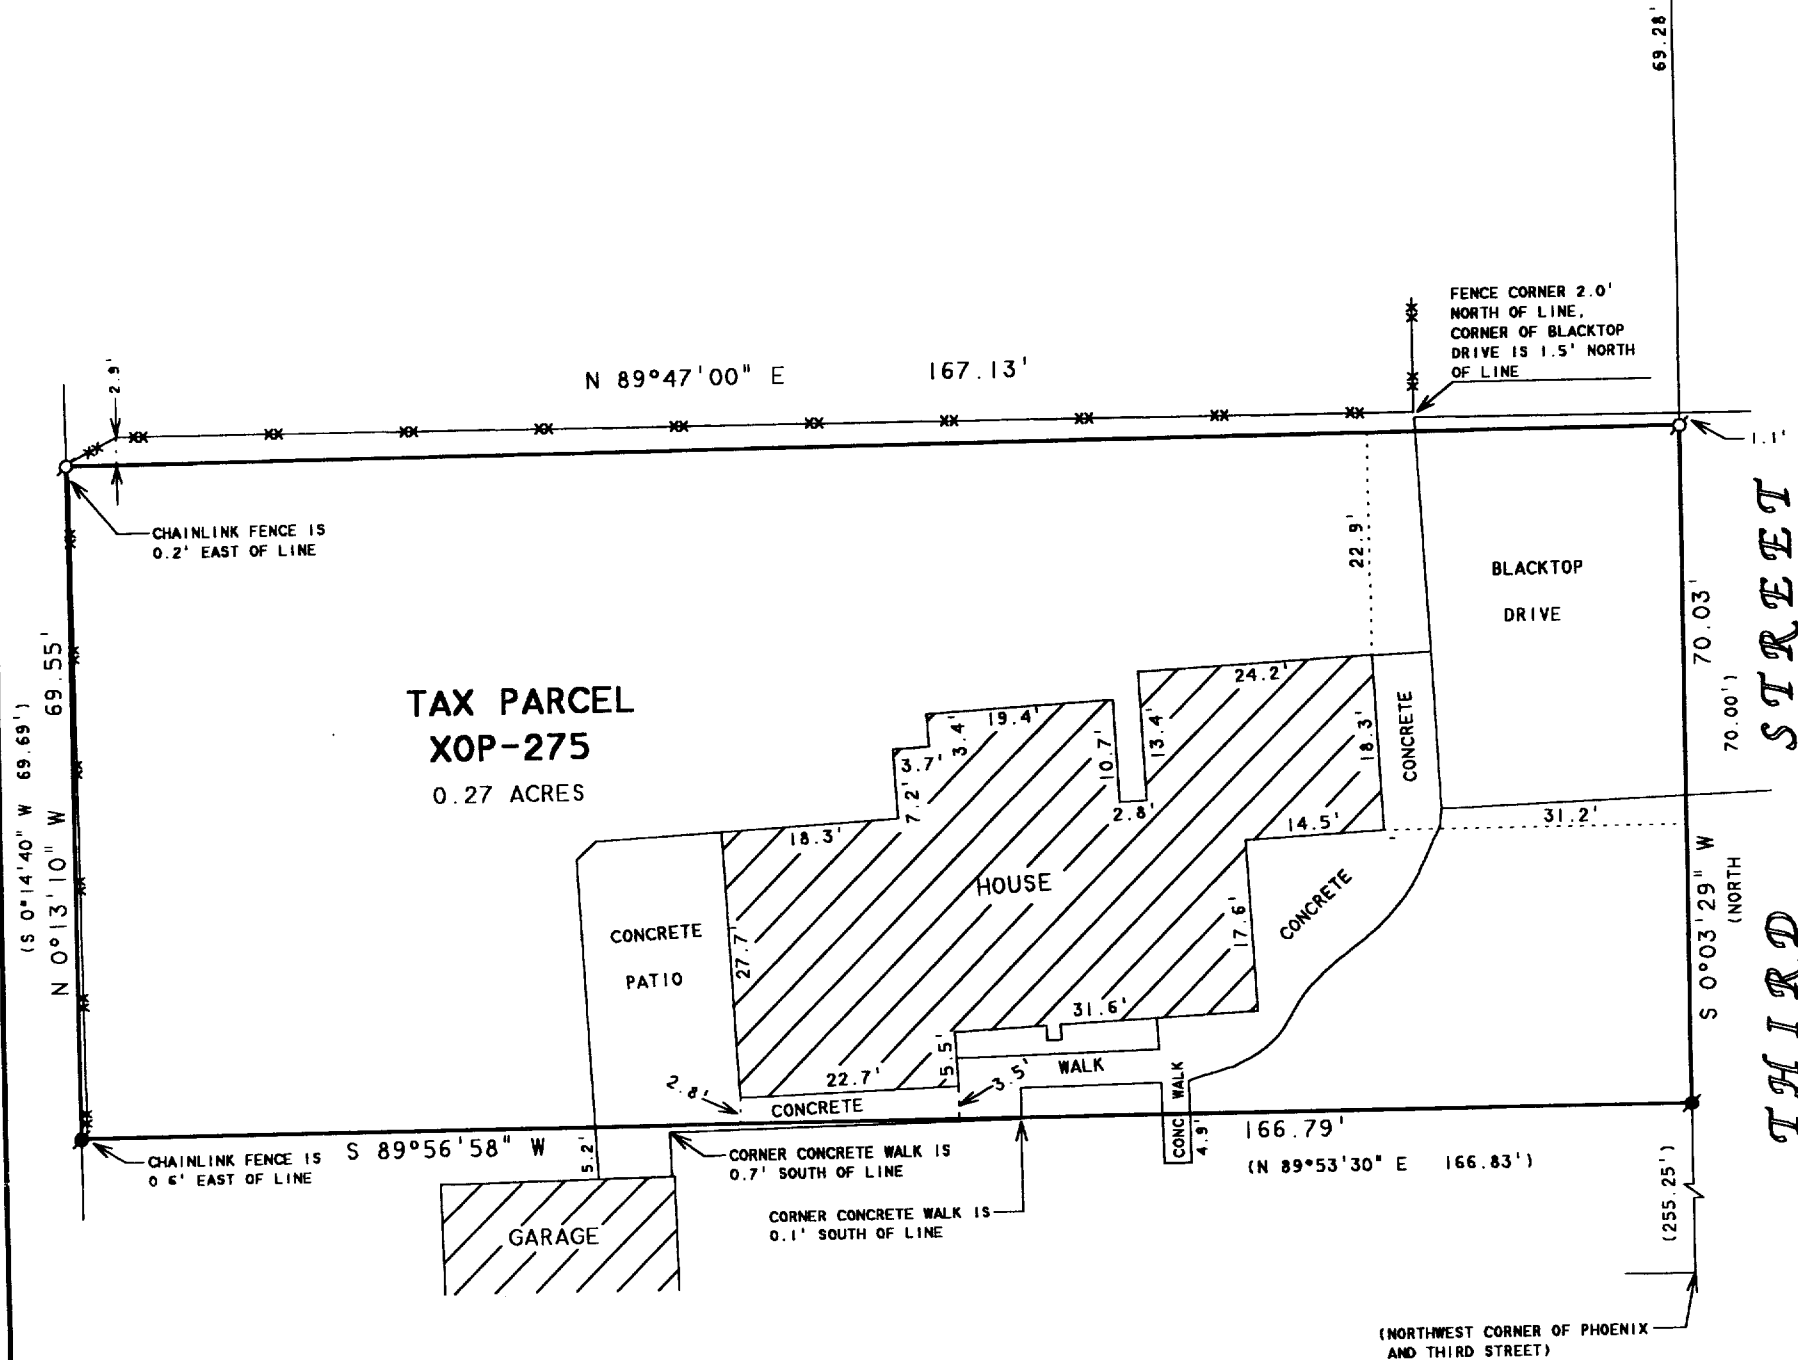 69.28'
FENCE CORNER 2.0'
NORTH OF LINE,
CORNER OF BLACKTOP
DRIVE IS 1.5' NORTH
OF LINE
2.9'
N 89°47'00" E 167.13'
1.1'
CHAINLINK FENCE IS
0.2' EAST OF LINE
22.9'
BLACKTOP
DRIVE
70.03'
S 0°03'29" W
(NORTH 70.00')
THIRD STREET
(S 0°14'40" W 69.69')
N 0°13'10" W 69.55'
TAX PARCEL
XOP-275
0.27 ACRES
24.2'
19.4'
3.4'
3.7'
7.2'
10.7'
13.4'
2.8'
18.3'
CONCRETE
18.3'
14.5'
31.2'
HOUSE
CONCRETE
17.6'
CONCRETE
PATIO
27.7'
31.6'
5.5'
WALK
3.5'
22.7'
2.8'
CONCRETE
CONC WALK
4.9'
S 89°56'58" W 166.79'
(N 89°53'30" E 166.83')
CHAINLINK FENCE IS
0 6' EAST OF LINE
5.2'
CORNER CONCRETE WALK IS
0.7' SOUTH OF LINE
CORNER CONCRETE WALK IS
0.1' SOUTH OF LINE
GARAGE
(255.25')
(NORTHWEST CORNER OF PHOENIX
AND THIRD STREET)